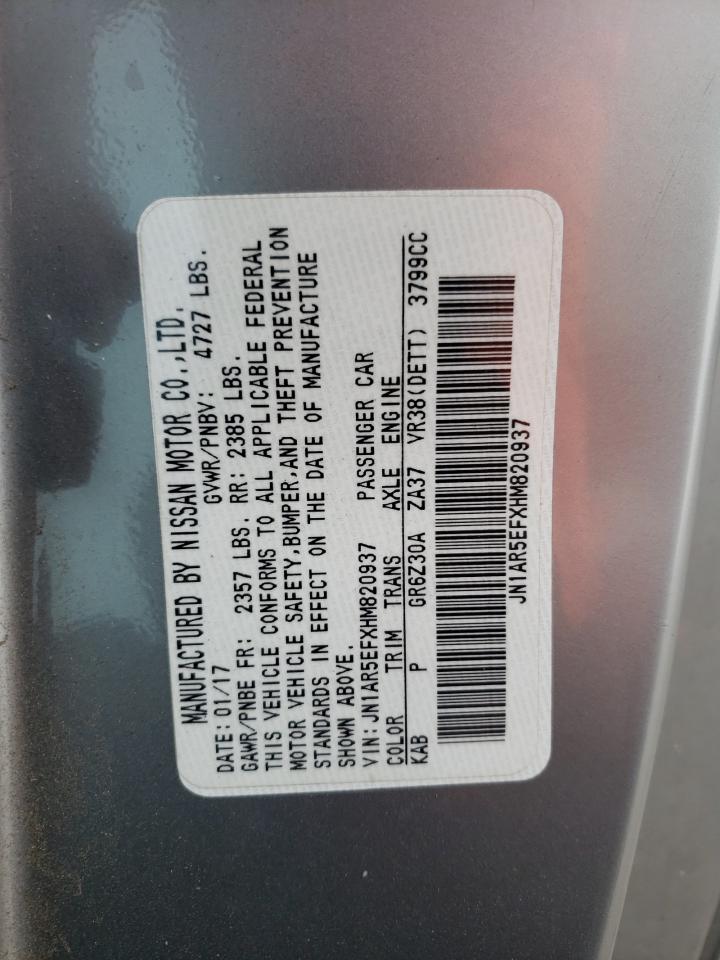 MANUFACTURED BY NISSAN MOTOR CO.,LTD.
DATE: 01/17 GVWR/PNBV: 4727 LBS.
GAWR/PNBE FR: 2357 LBS. RR: 2385 LBS.
THIS VEHICLE CONFORMS TO ALL APPLICABLE FEDERAL
MOTOR VEHICLE SAFETY,BUMPER,AND THEFT PREVENTION
STANDARDS IN EFFECT ON THE DATE OF MANUFACTURE
SHOWN ABOVE.
VIN: JN1AR5EFXHM820937 PASSENGER CAR
COLOR TRIM TRANS AXLE ENGINE
KAB P GR6Z30A ZA37 VR38(DETT) 3799CC
JN1AR5EFXHM820937